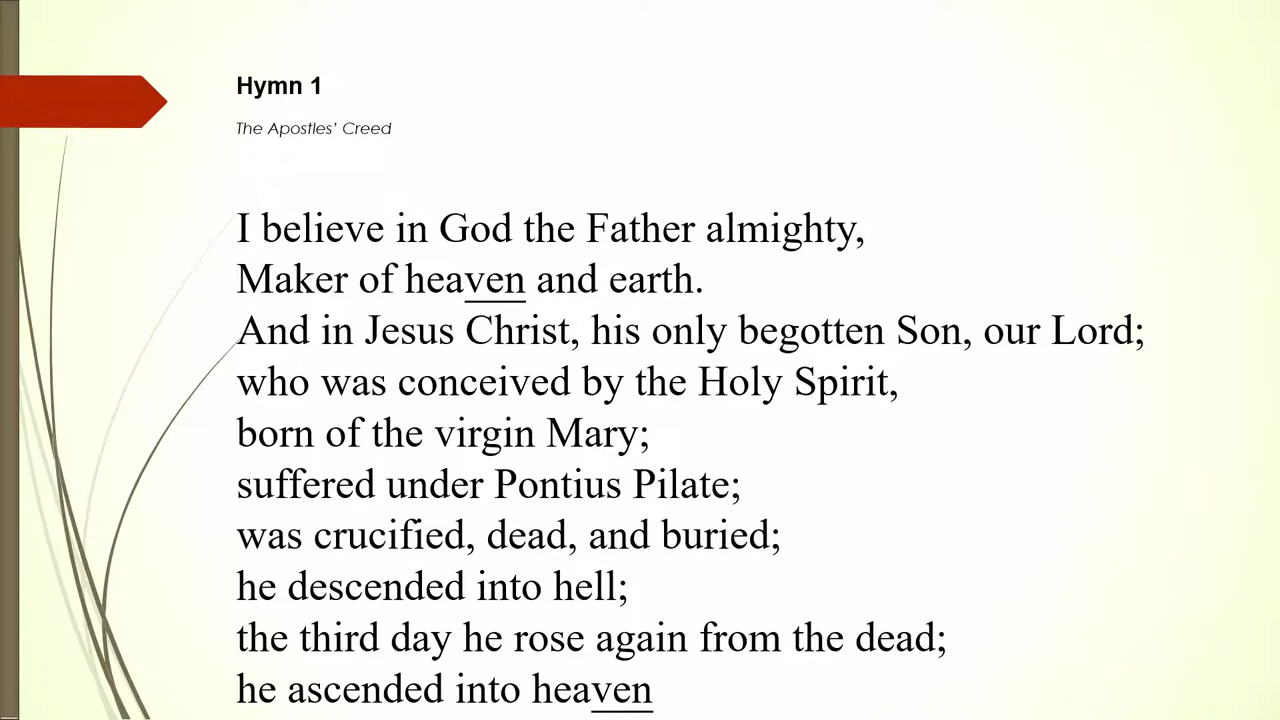 Hymn 1
The Apostles’ Creed
I believe in God the Father almighty,
Maker of heaven and earth.
And in Jesus Christ, his only begotten Son, our Lord;
who was conceived by the Holy Spirit,
born of the virgin Mary;
suffered under Pontius Pilate;
was crucified, dead, and buried;
he descended into hell;
the third day he rose again from the dead;
he ascended into heaven